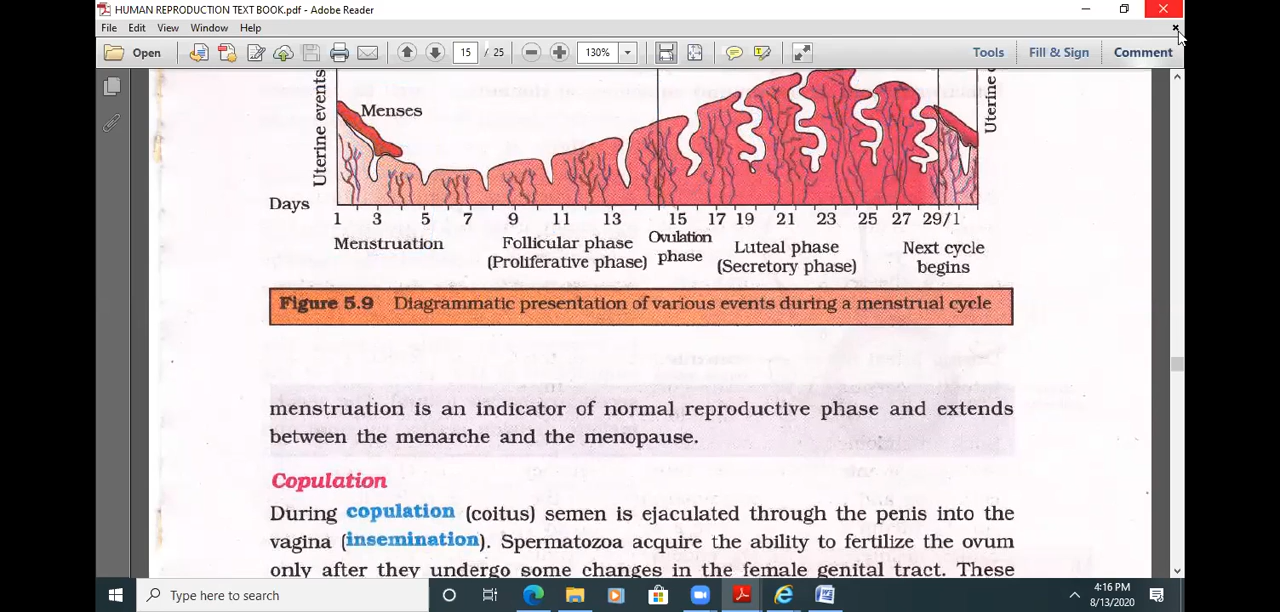 HUMAN REPRODUCTION TEXT BOOK.pdf - Adobe Reader
File Edit View Window Help
Open 15 / 25 130% Tools Fill & Sign Comment
Uterine events
Menses
Uterine
Days
1 3 5 7 9 11 13 15 17 19 21 23 25 27 29/1
Menstruation
Follicular phase
(Proliferative phase)
Ovulation
phase
Luteal phase
(Secretory phase)
Next cycle
begins
Figure 5.9 Diagrammatic presentation of various events during a menstrual cycle
menstruation is an indicator of normal reproductive phase and extends
between the menarche and the menopause.
Copulation
During copulation (coitus) semen is ejaculated through the penis into the
vagina (insemination). Spermatozoa acquire the ability to fertilize the ovum
only after they undergo some changes in the female genital tract. These
Type here to search
4:16 PM
8/13/2020